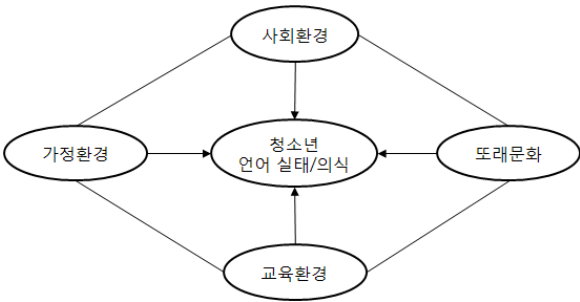 사회환경
가정환경
청소년
언어 실태/의식
또래문화
교육환경